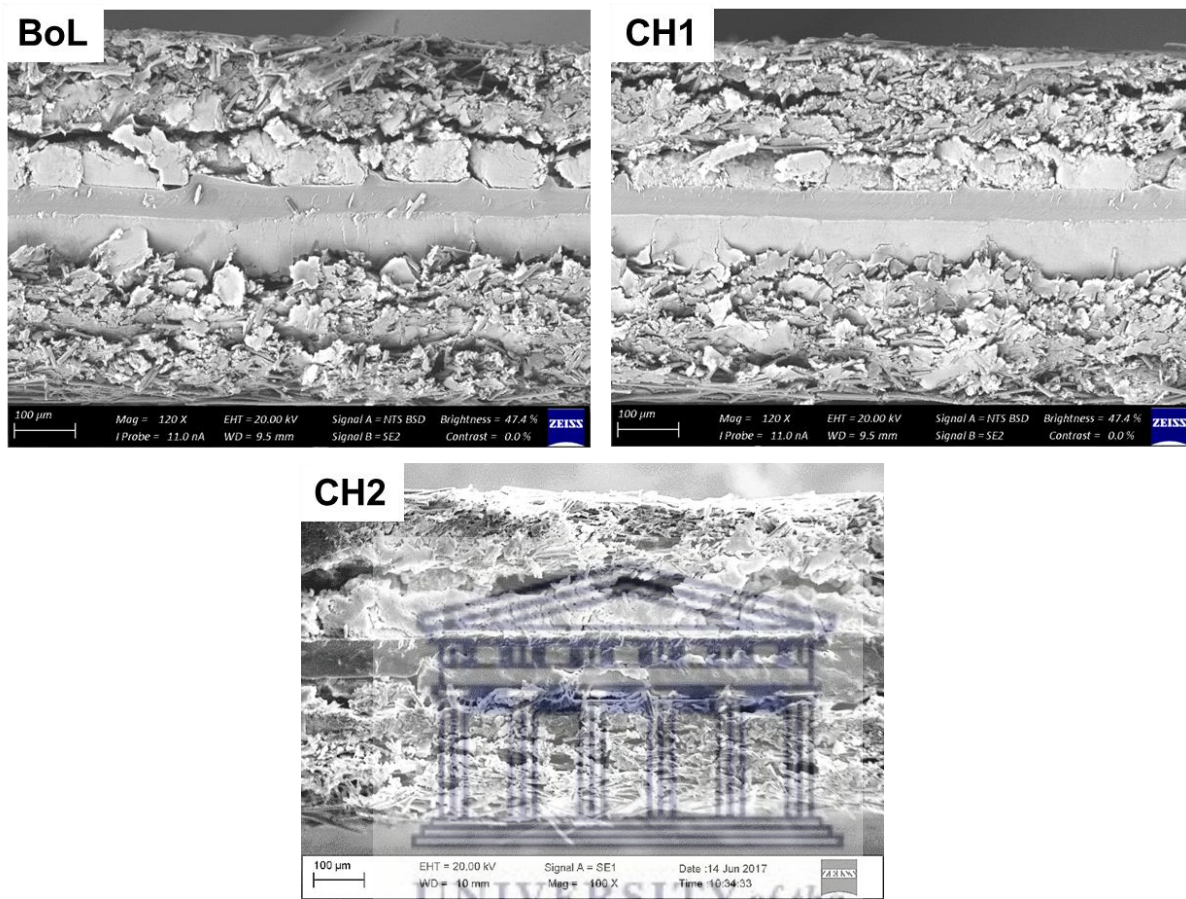 BoL
100 µm
Mag = 120 X
EHT = 20.00 kV
Signal A = NTS BSD
Brightness = 47.4 %
I Probe = 11.0 nA
WD = 9.5 mm
Signal B = SE2
Contrast = 0.0 %
ZEISS
CH1
100 µm
Mag = 120 X
EHT = 20.00 kV
Signal A = NTS BSD
Brightness = 47.4 %
I Probe = 11.0 nA
WD = 9.5 mm
Signal B = SE2
Contrast = 0.0 %
ZEISS
CH2
100 µm
EHT = 20.00 kV
Signal A = SE1
Date :14 Jun 2017
WD = 10 mm
Mag = 100 X
Time :10:34:33
ZEISS
UNIVERSITY of the